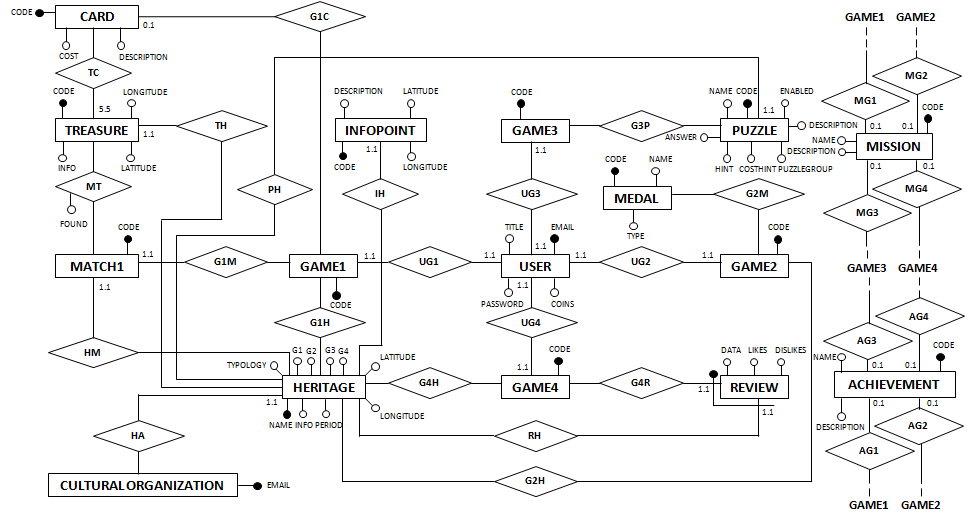 CODE
CARD
0.1
G1C
GAME1
GAME2
COST
DESCRIPTION
TC
MG2
CODE
LONGITUDE
5.5
DESCRIPTION
LATITUDE
CODE
NAME
CODE
ENABLED
MG1
CODE
1.1
0.1
0.1
TREASURE
1.1
TH
INFOPOINT
GAME3
G3P
ANSWER
PUZZLE
DESCRIPTION
NAME
DESCRIPTION
MISSION
INFO
LATITUDE
1.1
CODE
LONGITUDE
1.1
HINT
COSTHINT
PUZZLEGROUP
0.1
0.1
CODE
NAME
MT
PH
IH
UG3
MEDAL
G2M
MG4
FOUND
TYPE
MG3
CODE
TITLE
EMAIL
CODE
1.1
1.1
1.1
1.1
1.1
1.1
1.1
MATCH1
G1M
GAME1
UG1
USER
UG2
GAME2
GAME3
GAME4
1.1
1.1
CODE
PASSWORD
COINS
G1H
UG4
AG4
HM
G1
G2
G3
G4
LATITUDE
TYPOLOGY
CODE
1.1
DATA
LIKES
DISLIKES
AG3
NAME
CODE
0.1
0.1
HERITAGE
G4H
GAME4
G4R
1.1
REVIEW
ACHIEVEMENT
1.1
NAME
INFO
PERIOD
LONGITUDE
1.1
0.1
0.1
DESCRIPTION
HA
RH
AG2
AG1
CULTURAL ORGANIZATION
EMAIL
G2H
GAME1
GAME2